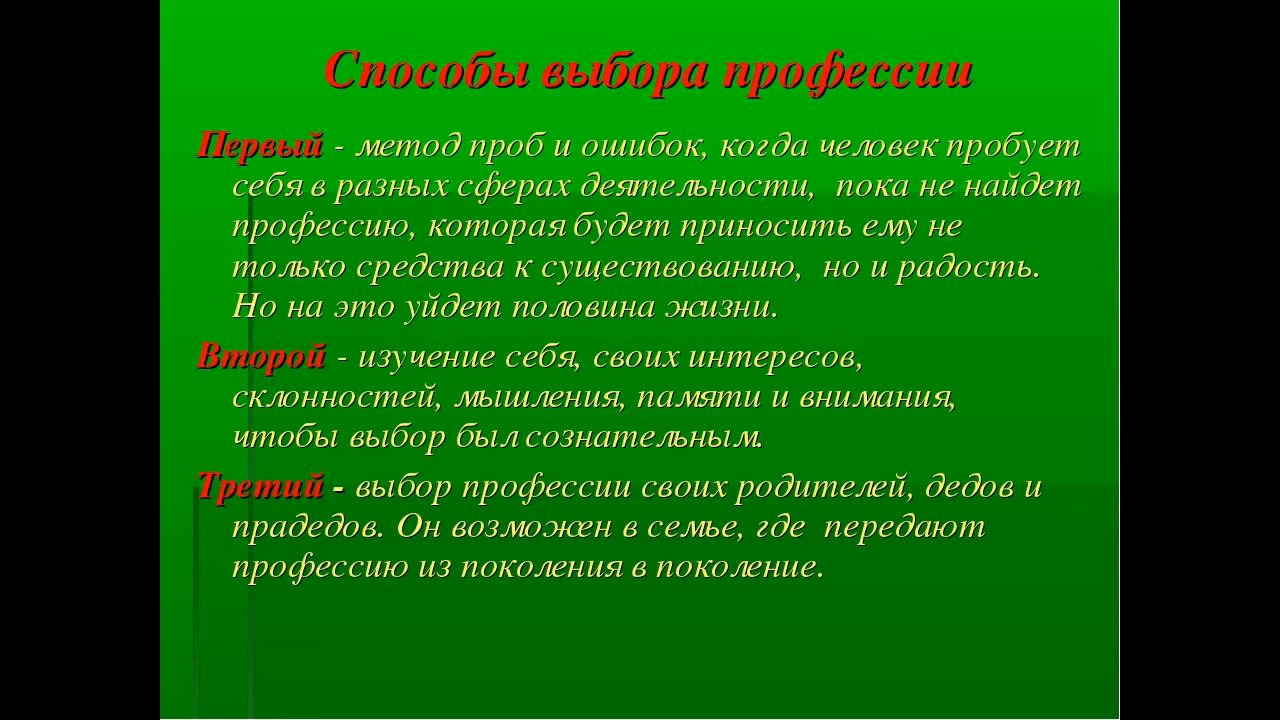 Способы выбора профессии
Первый - метод проб и ошибок, когда человек пробует
себя в разных сферах деятельности, пока не найдет
профессию, которая будет приносить ему не
только средства к существованию, но и радость.
Но на это уйдет половина жизни.
Второй - изучение себя, своих интересов,
склонностей, мышления, памяти и внимания,
чтобы выбор был сознательным.
Третий - выбор профессии своих родителей, дедов и
прадедов. Он возможен в семье, где передают
профессию из поколения в поколение.